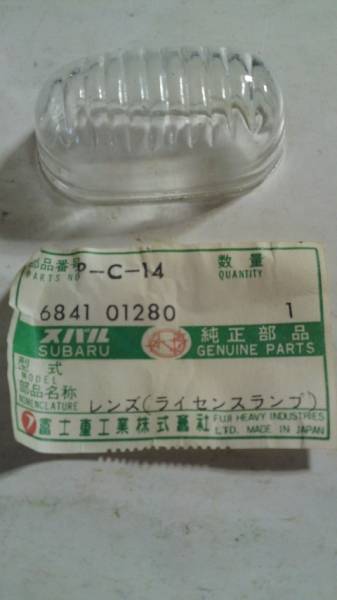 部品番号 P-C-14 数量
PARTS NO QUANTITY
6841 01280 1
スバル 純正部品
SUBARU GENUINE PARTS
型式
MODEL
部品名称
NOMENCLATURE レンズ(ライセンスランプ)
富士重工業株式會社 FUJI HEAVY INDUSTRIES
LTD. MADE IN JAPAN